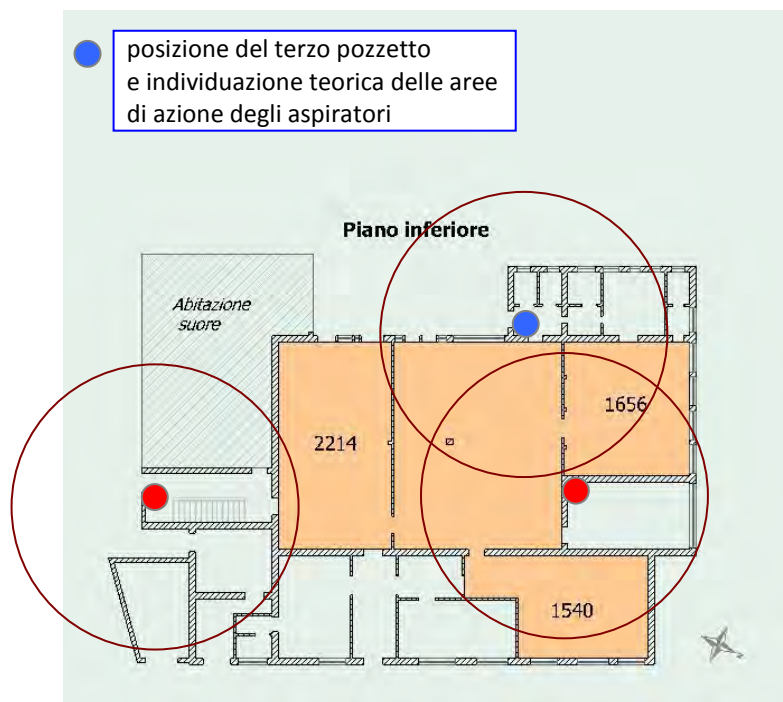 posizione del terzo pozzetto
e individuazione teorica delle aree
di azione degli aspiratori
Piano inferiore
Abitazione
suore
1656
2214
1540